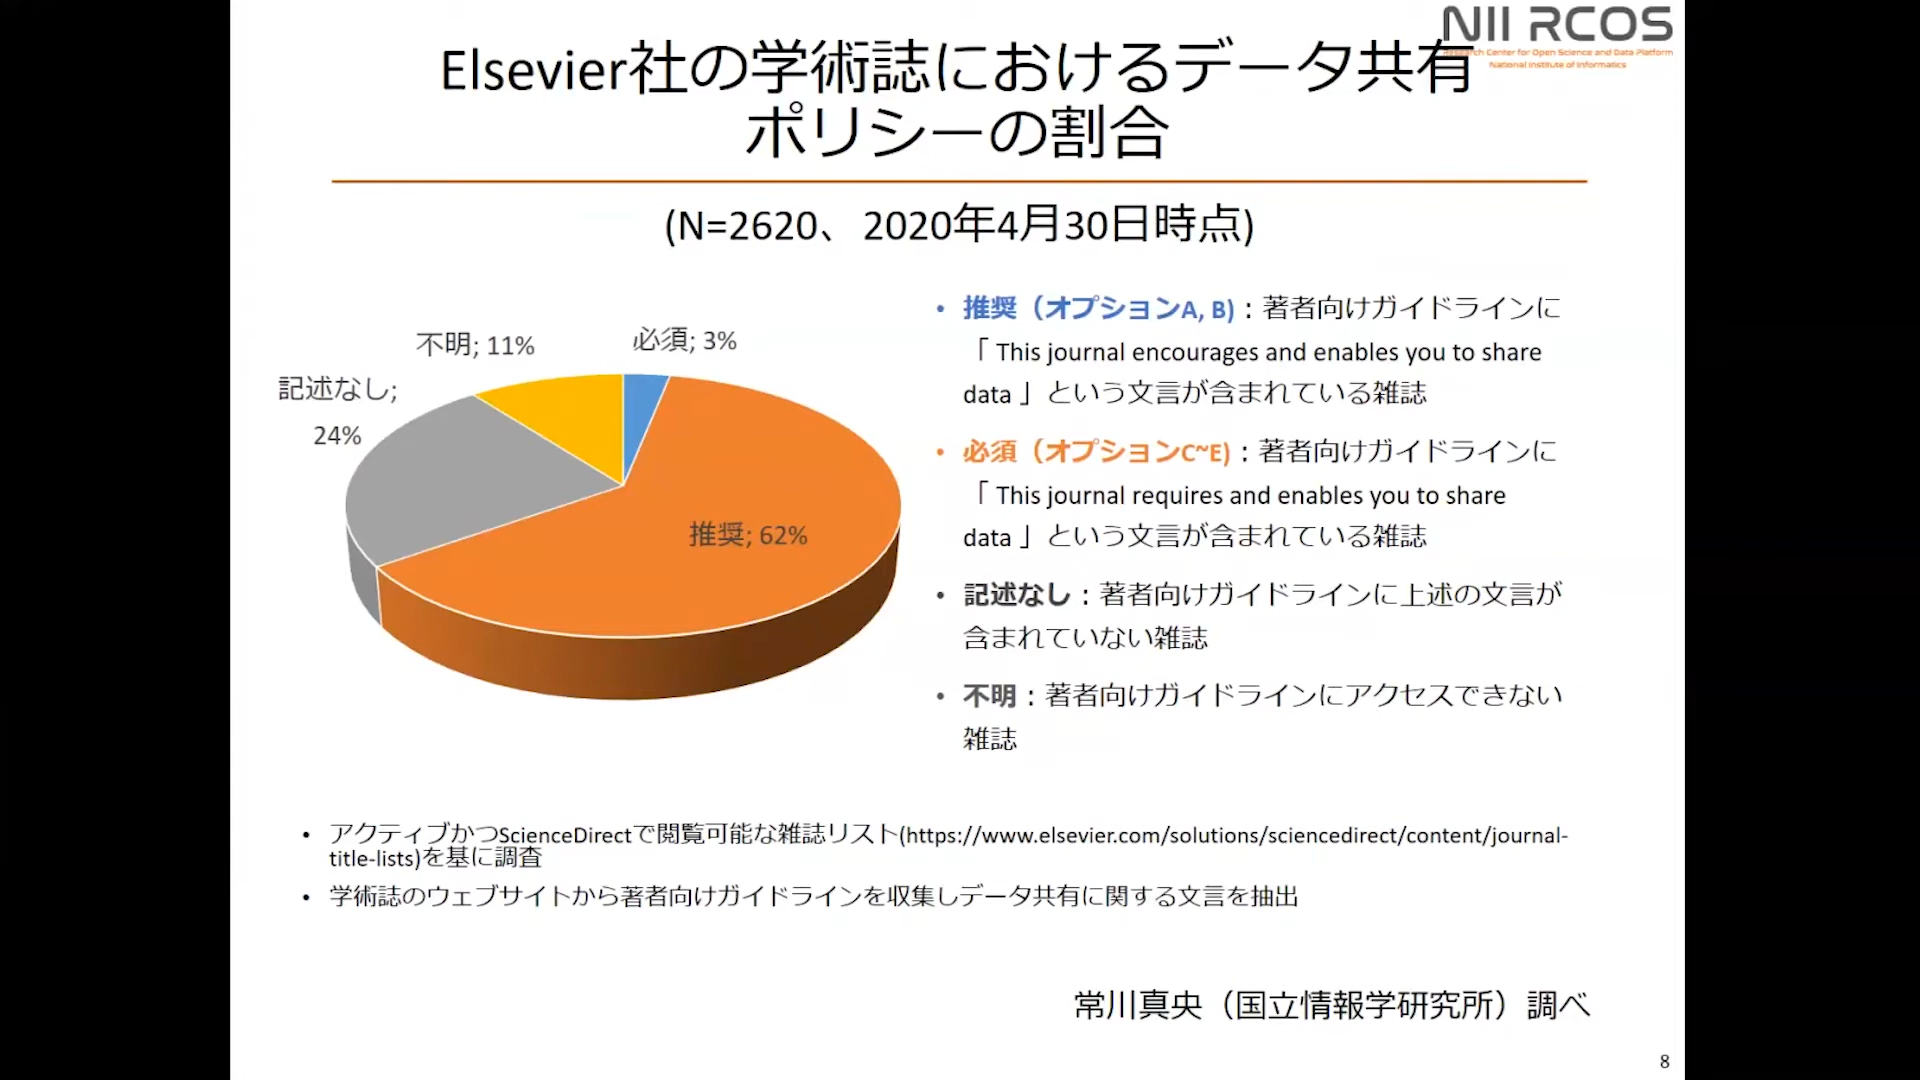 NII RCOS
Research Center for Open Science and Data Platform
National Institute of Informatics
Elsevier社の学術誌におけるデータ共有
ポリシーの割合
(N=2620、2020年4月30日時点)
不明; 11%
必須; 3%
記述なし;
24%
推奨; 62%
• 推奨（オプションA, B)：著者向けガイドラインに
「 This journal encourages and enables you to share
data 」という文言が含まれている雑誌
• 必須（オプションC~E)：著者向けガイドラインに
「 This journal requires and enables you to share
data 」という文言が含まれている雑誌
• 記述なし：著者向けガイドラインに上述の文言が
含まれていない雑誌
• 不明：著者向けガイドラインにアクセスできない
雑誌
• アクティブかつScienceDirectで閲覧可能な雑誌リスト(https://www.elsevier.com/solutions/sciencedirect/content/journal-
title-lists)を基に調査
• 学術誌のウェブサイトから著者向けガイドラインを収集しデータ共有に関する文言を抽出
常川真央（国立情報学研究所）調べ
8